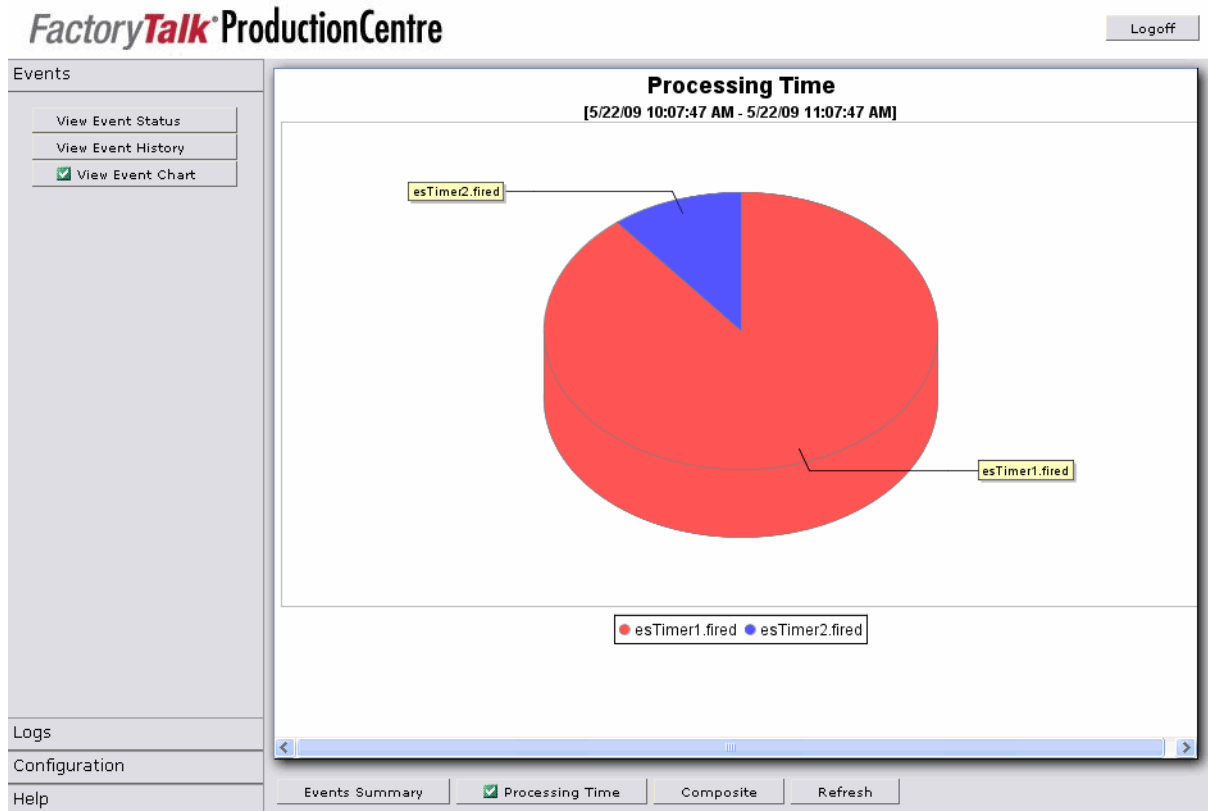 FactoryTalk ProductionCentre
Logoff
Events
View Event Status
View Event History
View Event Chart
Logs
Configuration
Help
Processing Time
[5/22/09 10:07:47 AM - 5/22/09 11:07:47 AM]
esTimer2.fired
esTimer1.fired
esTimer1.fired esTimer2.fired
Events Summary
Processing Time
Composite
Refresh